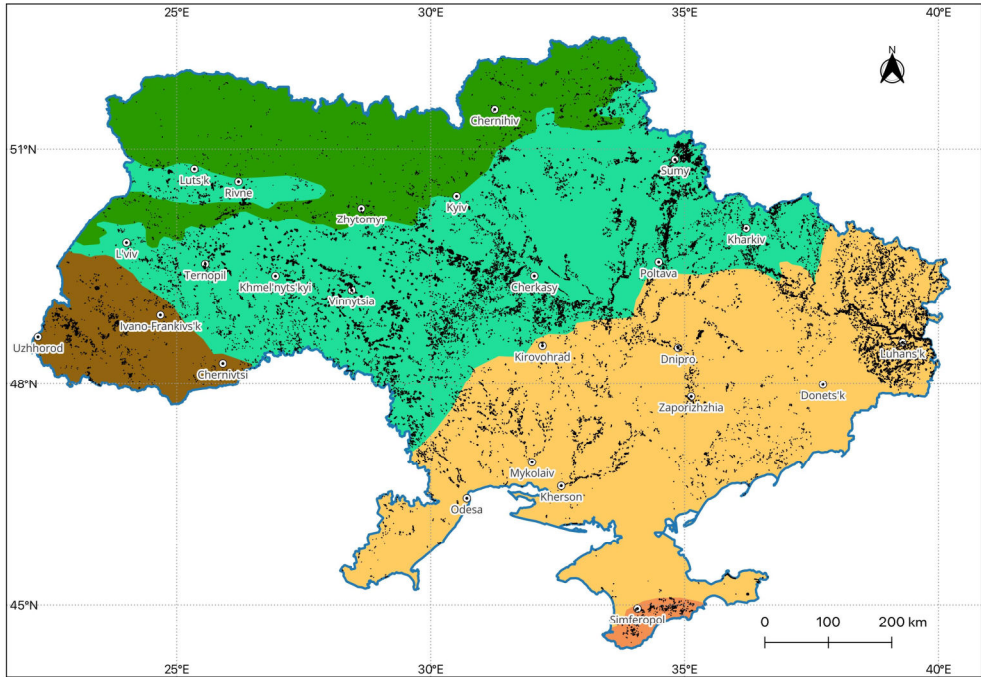 25°E 30°E 35°E 40°E
N
Chernihiv
51°N
Sumy
Luts'k
Rivne
Kyiv
Zhytomyr
Kharkiv
L'viv
Poltava
Ternopil
Khmel'nyts'kyi
Cherkasy
Vinnytsia
Ivano-Frankivs'k
Uzhhorod
Kirovohrad
Dnipro
Luhans'k
Chernivtsi
48°N
Donets'k
Zaporizhzhia
Mykolaiv
Kherson
Odesa
45°N
Simferopol
0 100 200 km
25°E 30°E 35°E 40°E